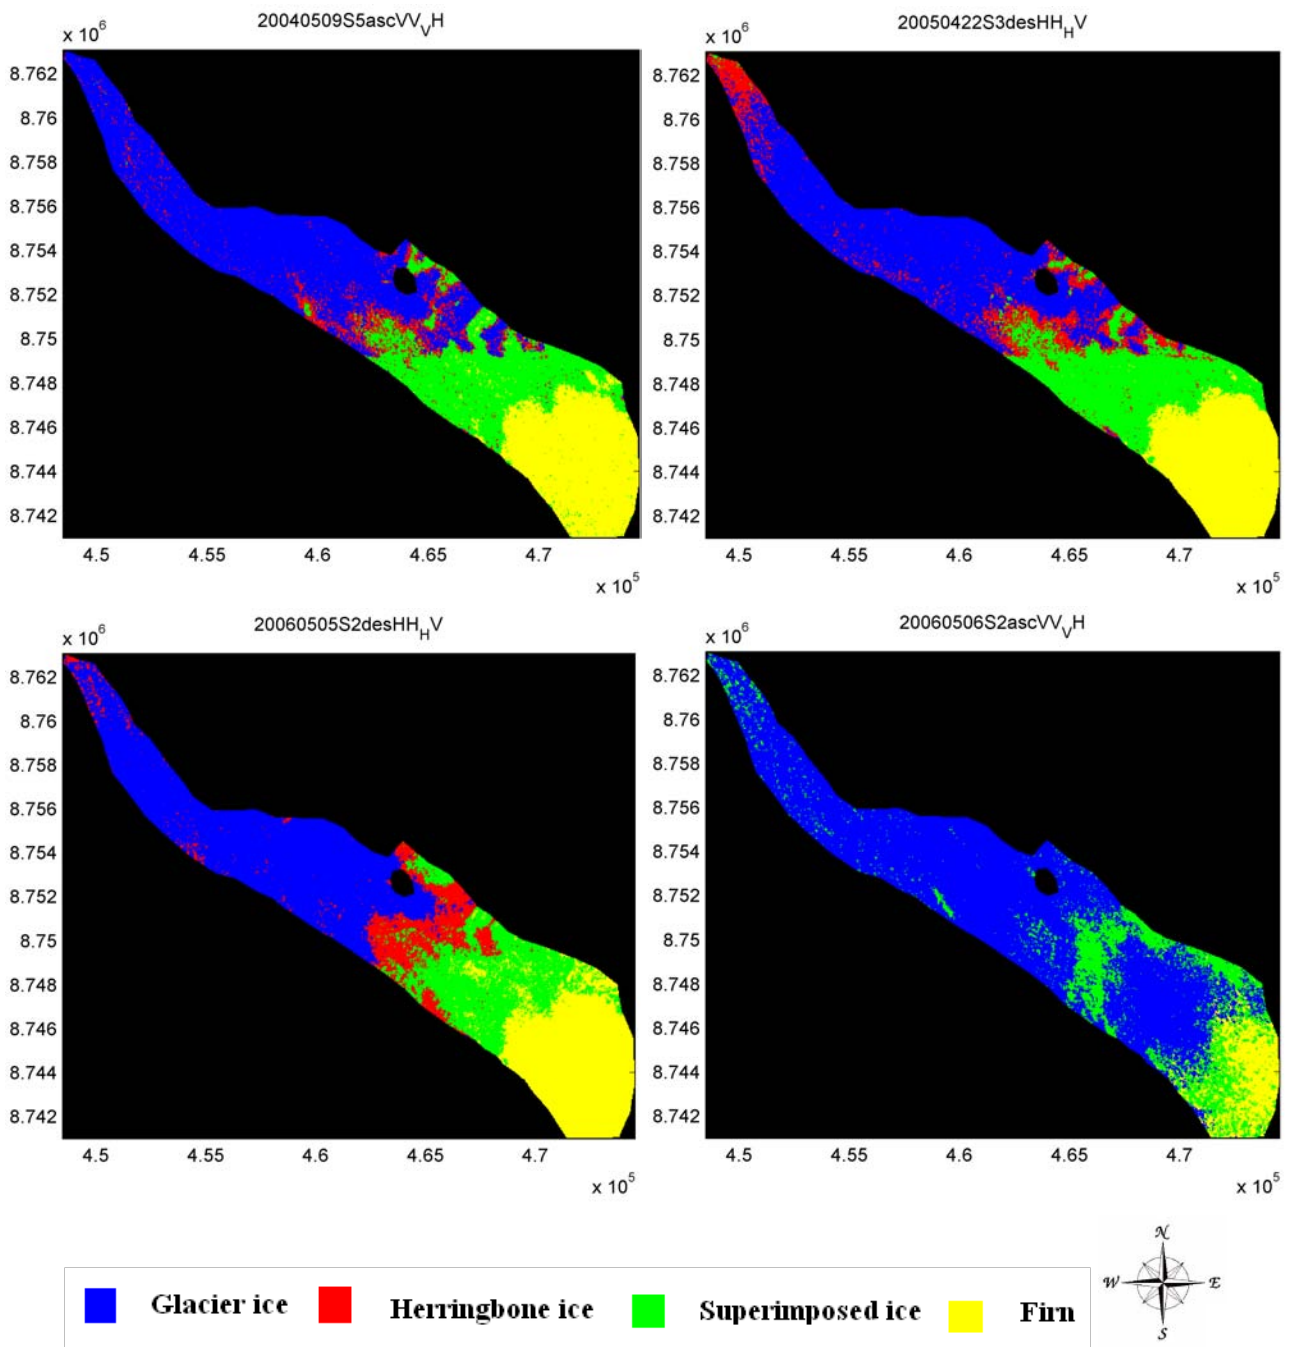 20040509S5ascVV_VH
x 10^6
8.762
8.76
8.758
8.756
8.754
8.752
8.75
8.748
8.746
8.744
8.742
4.5 4.55 4.6 4.65 4.7
x 10^5
20050422S3desHH_HV
x 10^6
8.762
8.76
8.758
8.756
8.754
8.752
8.75
8.748
8.746
8.744
8.742
4.5 4.55 4.6 4.65 4.7
x 10^5
20060505S2desHH_HV
x 10^6
8.762
8.76
8.758
8.756
8.754
8.752
8.75
8.748
8.746
8.744
8.742
4.5 4.55 4.6 4.65 4.7
x 10^5
20060506S2ascVV_VH
x 10^6
8.762
8.76
8.758
8.756
8.754
8.752
8.75
8.748
8.746
8.744
8.742
4.5 4.55 4.6 4.65 4.7
x 10^5
Glacier ice Herringbone ice Superimposed ice Firn
N
W E
S